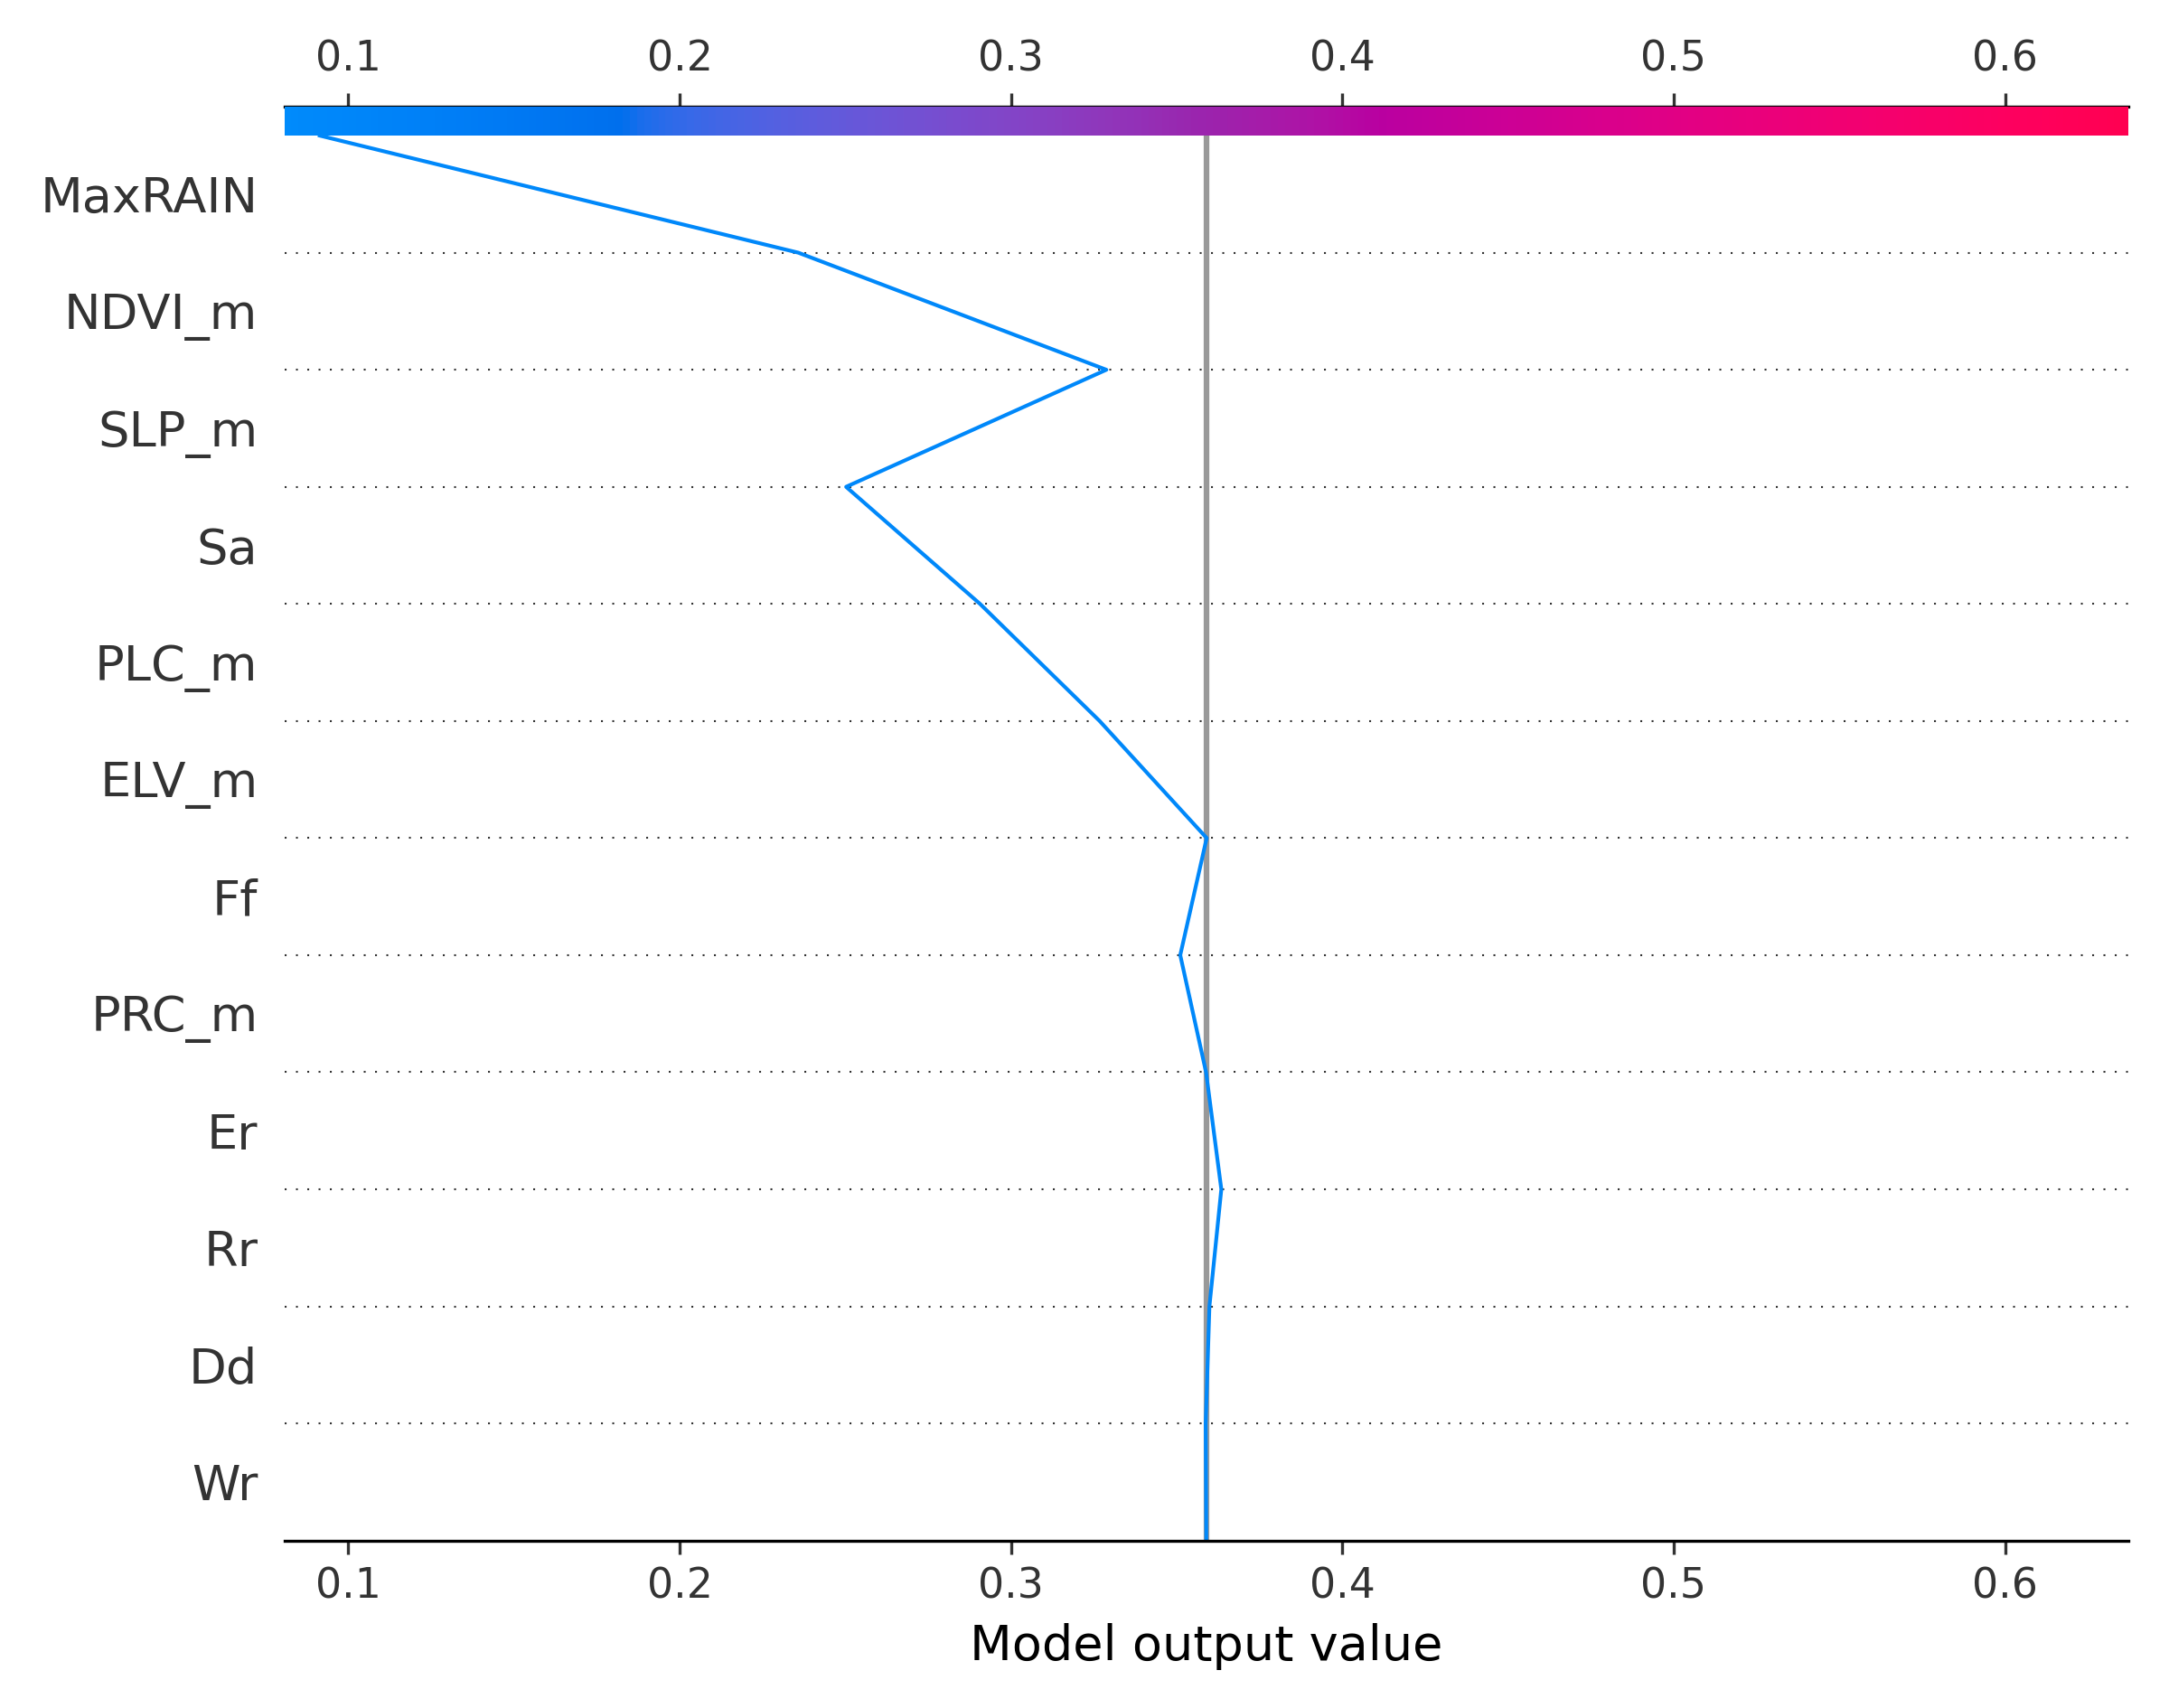 0.1 0.2 0.3 0.4 0.5 0.6
MaxRAIN
NDVI_m
SLP_m
Sa
PLC_m
ELV_m
Ff
PRC_m
Er
Rr
Dd
Wr
0.1 0.2 0.3 0.4 0.5 0.6
Model output value